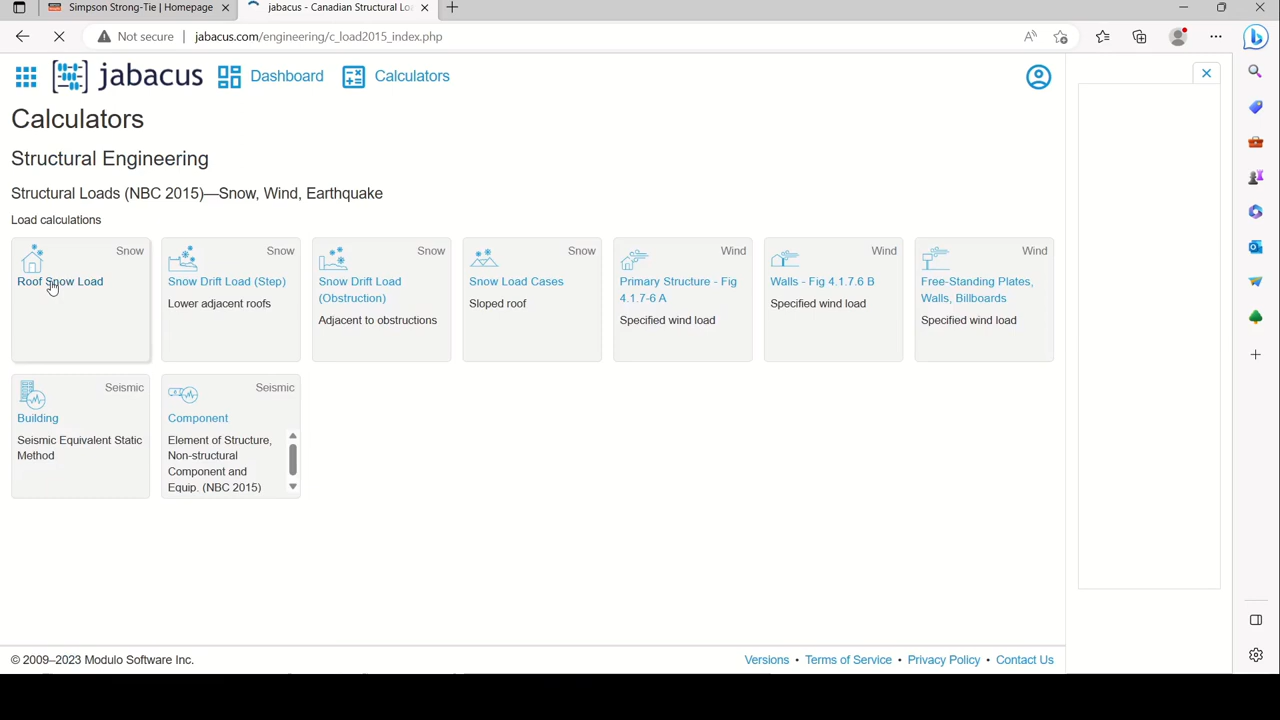 Simpson Strong-Tie | Homepage
jabacus - Canadian Structural Lo
Not secure | jabacus.com/engineering/c_load2015_index.php
jabacus Dashboard Calculators
Calculators
Structural Engineering
Structural Loads (NBC 2015)—Snow, Wind, Earthquake
Load calculations
Snow
Roof Snow Load
Snow
Snow Drift Load (Step)
Lower adjacent roofs
Snow
Snow Drift Load
(Obstruction)
Adjacent to obstructions
Snow
Snow Load Cases
Sloped roof
Wind
Primary Structure - Fig
4.1.7-6 A
Specified wind load
Wind
Walls - Fig 4.1.7.6 B
Specified wind load
Wind
Free-Standing Plates,
Walls, Billboards
Specified wind load
Seismic
Building
Seismic Equivalent Static
Method
Seismic
Component
Element of Structure,
Non-structural
Component and
Equip. (NBC 2015)
© 2009–2023 Modulo Software Inc.
Versions • Terms of Service • Privacy Policy • Contact Us